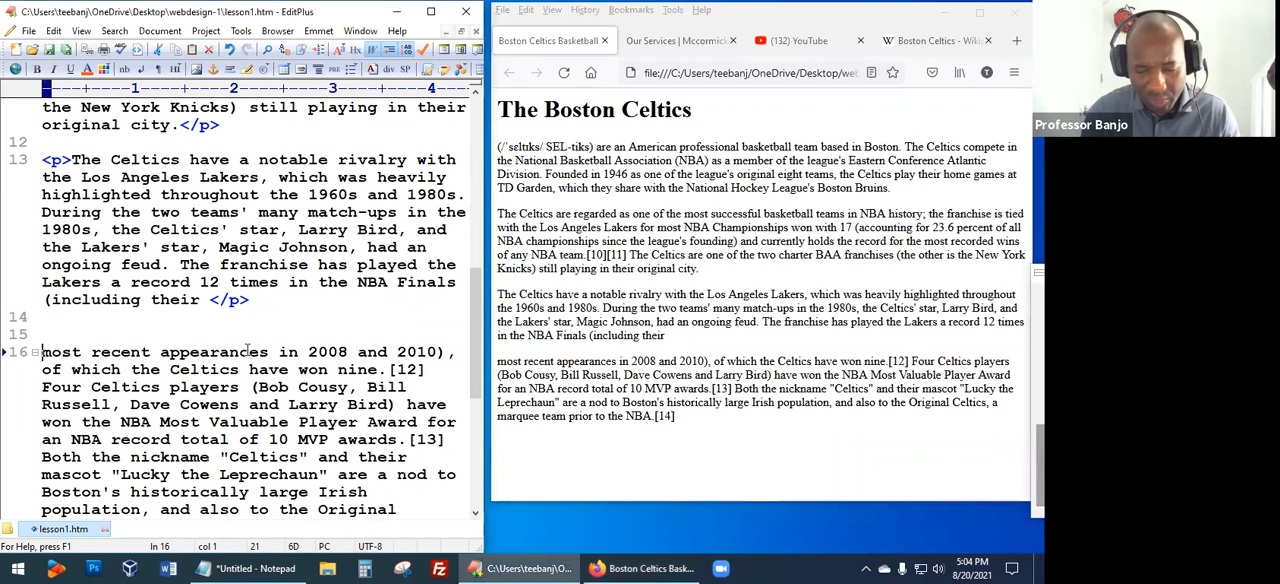 C:\Users\teebanj\OneDrive\Desktop\webdesign-1\lesson1.htm - EditPlus
File Edit View Search Document Project Tools Browser Emmet Window Help
1 2 3 4
the New York Knicks) still playing in their
original city.</p>
12
13 <p>The Celtics have a notable rivalry with
the Los Angeles Lakers, which was heavily
highlighted throughout the 1960s and 1980s.
During the two teams' many match-ups in the
1980s, the Celtics' star, Larry Bird, and
the Lakers' star, Magic Johnson, had an
ongoing feud. The franchise has played the
Lakers a record 12 times in the NBA Finals
(including their </p>
14
15
16 most recent appearances in 2008 and 2010),
of which the Celtics have won nine.[12]
Four Celtics players (Bob Cousy, Bill
Russell, Dave Cowens and Larry Bird) have
won the NBA Most Valuable Player Award for
an NBA record total of 10 MVP awards.[13]
Both the nickname "Celtics" and their
mascot "Lucky the Leprechaun" are a nod to
Boston's historically large Irish
population, and also to the Original
lesson1.htm
For Help, press F1 ln 16 col 1 21 6D PC UTF-8
File Edit View History Bookmarks Tools Help
Boston Celtics Basketball Our Services | Mccormick (132) YouTube Boston Celtics - Wiki
file:///C:/Users/teebanj/OneDrive/Desktop/web
The Boston Celtics
(/ˈsɛltɪks/ SEL-tiks) are an American professional basketball team based in Boston. The Celtics compete in
the National Basketball Association (NBA) as a member of the league's Eastern Conference Atlantic
Division. Founded in 1946 as one of the league's original eight teams, the Celtics play their home games at
TD Garden, which they share with the National Hockey League's Boston Bruins.
The Celtics are regarded as one of the most successful basketball teams in NBA history; the franchise is tied
with the Los Angeles Lakers for most NBA Championships won with 17 (accounting for 23.6 percent of all
NBA championships since the league's founding) and currently holds the record for the most recorded wins
of any NBA team.[10][11] The Celtics are one of the two charter BAA franchises (the other is the New York
Knicks) still playing in their original city.
The Celtics have a notable rivalry with the Los Angeles Lakers, which was heavily highlighted throughout
the 1960s and 1980s. During the two teams' many match-ups in the 1980s, the Celtics' star, Larry Bird, and
the Lakers' star, Magic Johnson, had an ongoing feud. The franchise has played the Lakers a record 12 times
in the NBA Finals (including their
most recent appearances in 2008 and 2010), of which the Celtics have won nine.[12] Four Celtics players
(Bob Cousy, Bill Russell, Dave Cowens and Larry Bird) have won the NBA Most Valuable Player Award
for an NBA record total of 10 MVP awards.[13] Both the nickname "Celtics" and their mascot "Lucky the
Leprechaun" are a nod to Boston's historically large Irish population, and also to the Original Celtics, a
marquee team prior to the NBA.[14]
Professor Banjo
*Untitled - Notepad C:\Users\teebanj\O... Boston Celtics Bask...
5:04 PM
8/20/2021